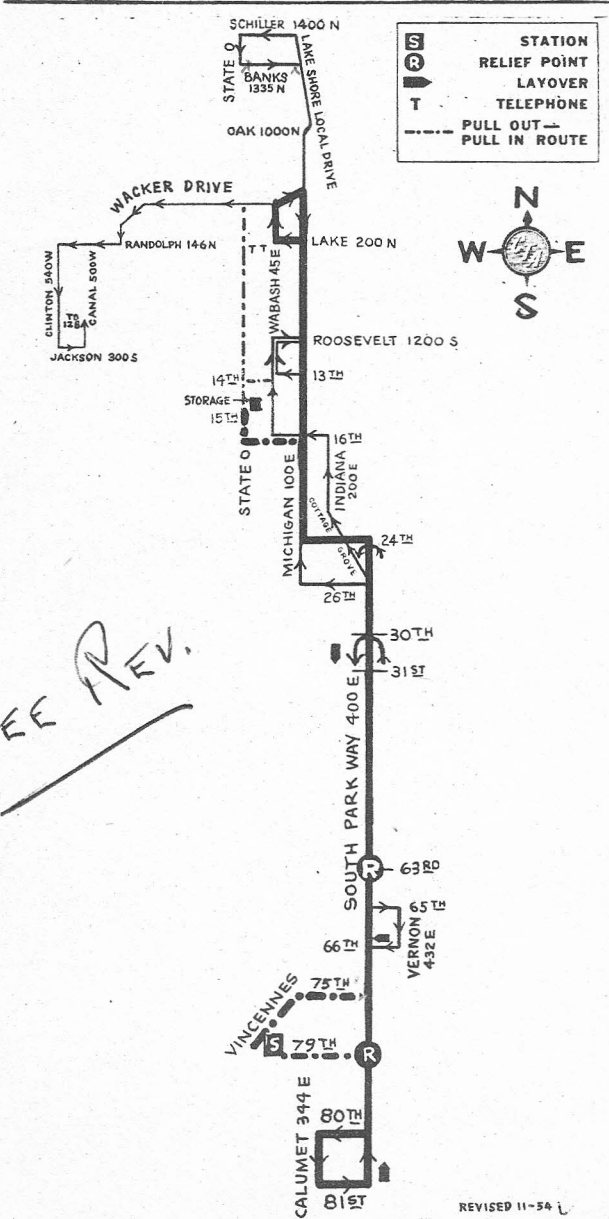 SCHILLER 1400 N
STATE 0
BANKS
1335 N
LAKE SHORE LOCAL DRIVE
OAK 1000 N
S STATION
R RELIEF POINT
LAYOVER
T TELEPHONE
PULL OUT —
PULL IN ROUTE
N
W E
S
WACKER DRIVE
RANDOLPH 146 N
T T
LAKE 200 N
CLINTON 540W
TO
128
CANAL 500W
JACKSON 300 S
WABASH 45 E
ROOSEVELT 1200 S
14TH
13TH
STORAGE
15TH
16TH
STATE 0
MICHIGAN 100 E
INDIANA
200 E
COTTAGE
GROVE
24TH
26TH
30TH
31ST
EE REV.
SOUTH PARK WAY 400 E
R 63RD
65TH
66TH
VERNON
432 E
75TH
VINCENNES
S 79TH R
CALUMET 344 E
80TH
81ST
REVISED 11-54